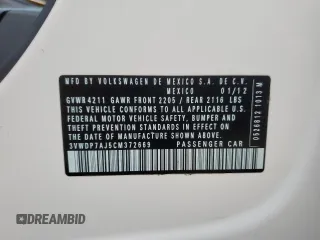 MFD BY VOLKSWAGEN DE MEXICO S.A. DE C.V.
MEXICO 01/12
GVWR 4211 GAWR FRONT 2205 / REAR 2116 LBS
THIS VEHICLE CONFORMS TO ALL APPLICABLE U.S.
FEDERAL MOTOR VEHICLE SAFETY, BUMPER AND
THEFT PREVENTION STANDARDS IN EFFECT ON THE
DATE OF MANUFACTURE SHOWN ABOVE.
3VWDP7AJ5CM372669 PASSENGER CAR
0526812 1013 M
DREAMBID